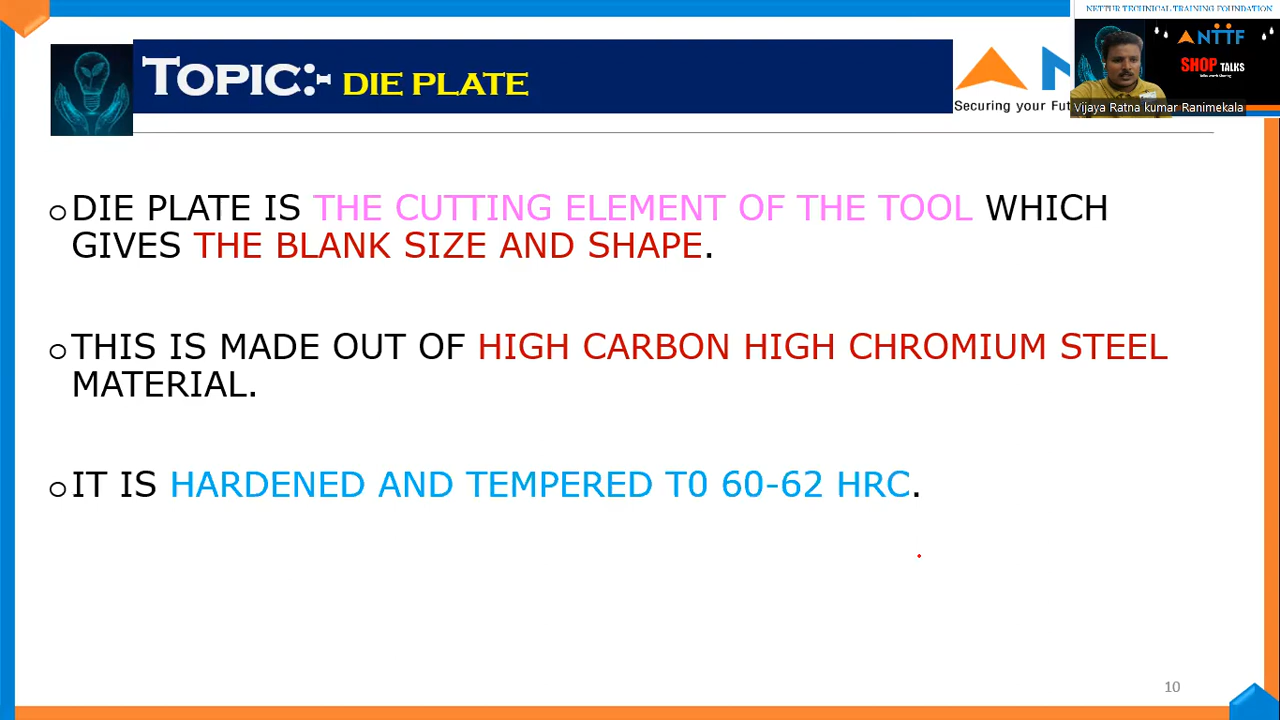 NETTUR TECHNICAL TRAINING FOUNDATION
NTTF
SHOP TALKS
Vijaya Ratna kumar Ranimekala
TOPIC:- DIE PLATE
Securing your Fu
o DIE PLATE IS THE CUTTING ELEMENT OF THE TOOL WHICH
GIVES THE BLANK SIZE AND SHAPE.
o THIS IS MADE OUT OF HIGH CARBON HIGH CHROMIUM STEEL
MATERIAL.
o IT IS HARDENED AND TEMPERED T0 60-62 HRC.
10